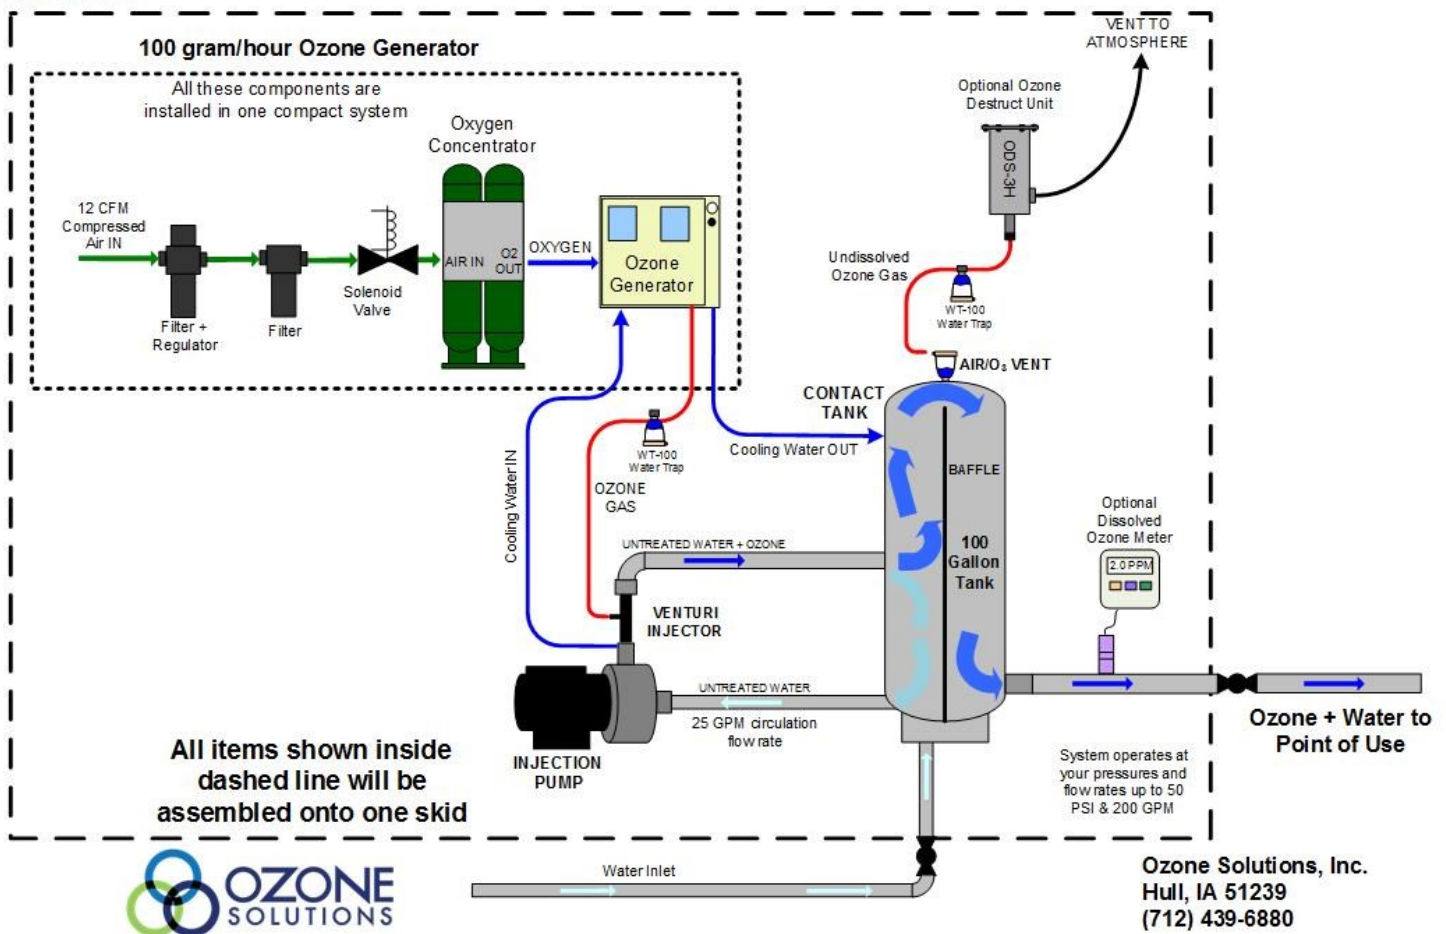 VENT TO
ATMOSPHERE
100 gram/hour Ozone Generator
All these components are
installed in one compact system
Optional Ozone
Destruct Unit
ODS-3H
Oxygen
Concentrator
12 CFM
Compressed
Air IN
AIR IN
O2
OUT
OXYGEN
Ozone
Generator
Undissolved
Ozone Gas
WT-100
Water Trap
Solenoid
Valve
Filter +
Regulator
Filter
AIR/O₃ VENT
CONTACT
TANK
Cooling Water OUT
WT-100
Water Trap
Cooling Water IN
OZONE
GAS
BAFFLE
Optional
Dissolved
Ozone Meter
2.0 PPM
UNTREATED WATER + OZONE
100
Gallon
Tank
VENTURI
INJECTOR
UNTREATED WATER
25 GPM circulation
flow rate
INJECTION
PUMP
Ozone + Water to
Point of Use
All items shown inside
dashed line will be
assembled onto one skid
System operates at
your pressures and
flow rates up to 50
PSI & 200 GPM
Water Inlet
OZONE
SOLUTIONS
Ozone Solutions, Inc.
Hull, IA 51239
(712) 439-6880